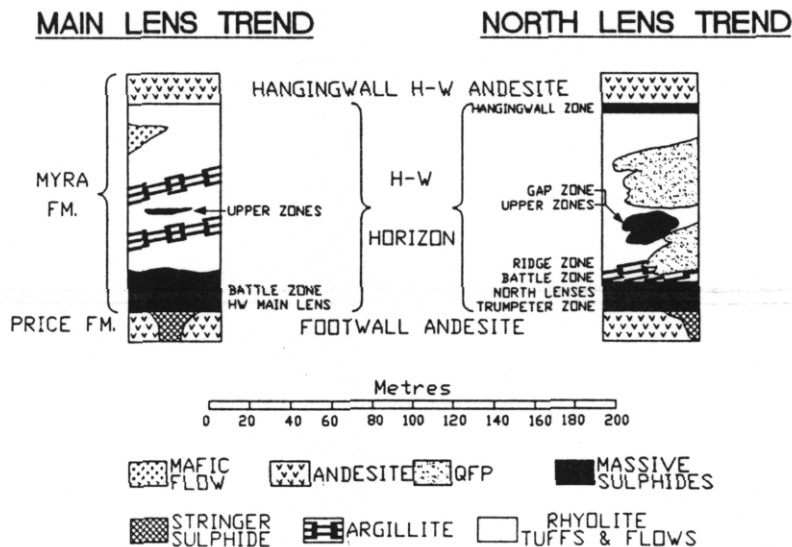 MAIN LENS TREND
NORTH LENS TREND
HANGINGWALL H-W ANDESITE
HANGINGWALL ZONE
MYRA
FM.
H-W
HORIZON
UPPER ZONES
GAP ZONE
UPPER ZONES
BATTLE ZONE
HW MAIN LENS
RIDGE ZONE
BATTLE ZONE
NORTH LENSES
TRUMPETER ZONE
PRICE FM.
FOOTWALL ANDESITE
Metres
0 20 40 60 80 100 120 140 160 180 200
MAFIC
FLOW
ANDESITE
QFP
MASSIVE
SULPHIDES
STRINGER
SULPHIDE
ARGILLITE
RHYOLITE
TUFFS & FLOWS